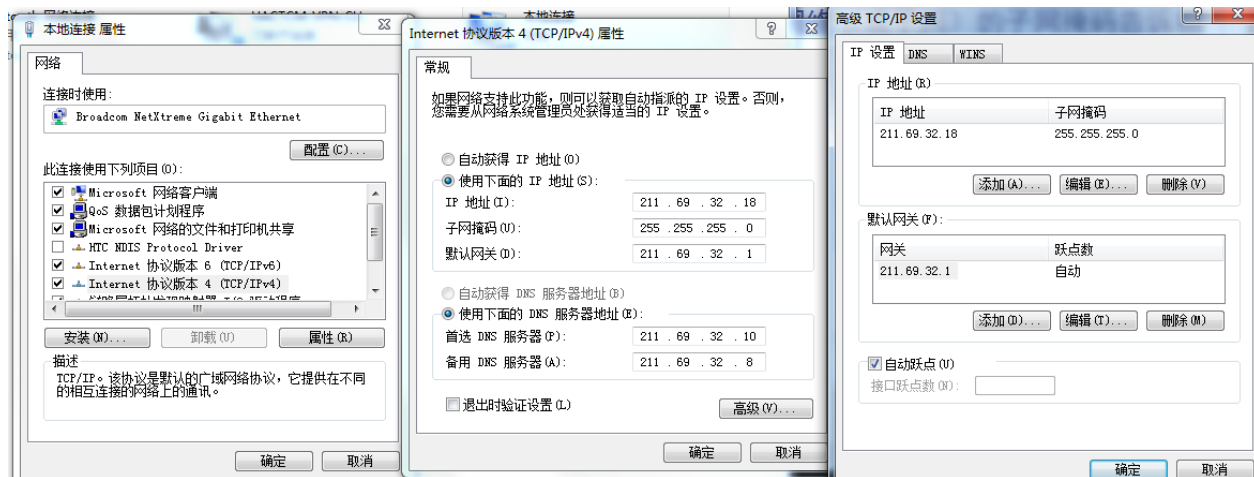 本地连接 属性
网络
连接时使用:
Broadcom NetXtreme Gigabit Ethernet
配置(C)...
此连接使用下列项目(O):
Microsoft 网络客户端
QoS 数据包计划程序
Microsoft 网络的文件和打印机共享
HTC NDIS Protocol Driver
Internet 协议版本 6 (TCP/IPv6)
Internet 协议版本 4 (TCP/IPv4)
安装(N)...
卸载(U)
属性(R)
描述
TCP/IP。该协议是默认的广域网络协议，它提供在不同
的相互连接的网络上的通讯。
确定
取消
本地连接
Internet 协议版本 4 (TCP/IPv4) 属性
常规
如果网络支持此功能，则可以获取自动指派的 IP 设置。否则，
您需要从网络系统管理员处获得适当的 IP 设置。
自动获得 IP 地址(O)
使用下面的 IP 地址(S):
IP 地址(I): 211 . 69 . 32 . 18
子网掩码(U): 255 .255 .255 . 0
默认网关(D): 211 . 69 . 32 . 1
自动获得 DNS 服务器地址(B)
使用下面的 DNS 服务器地址(E):
首选 DNS 服务器(P): 211 . 69 . 32 . 10
备用 DNS 服务器(A): 211 . 69 . 32 . 8
退出时验证设置(L)
高级(V)...
确定
取消
高级 TCP/IP 设置
IP 设置 DNS WINS
IP 地址(R)
IP 地址 子网掩码
211.69.32.18 255.255.255.0
添加(A)... 编辑(E)... 删除(V)
默认网关(F):
网关 跃点数
211.69.32.1 自动
添加(D)... 编辑(T)... 删除(M)
自动跃点(U)
接口跃点数(N):
确定
取消